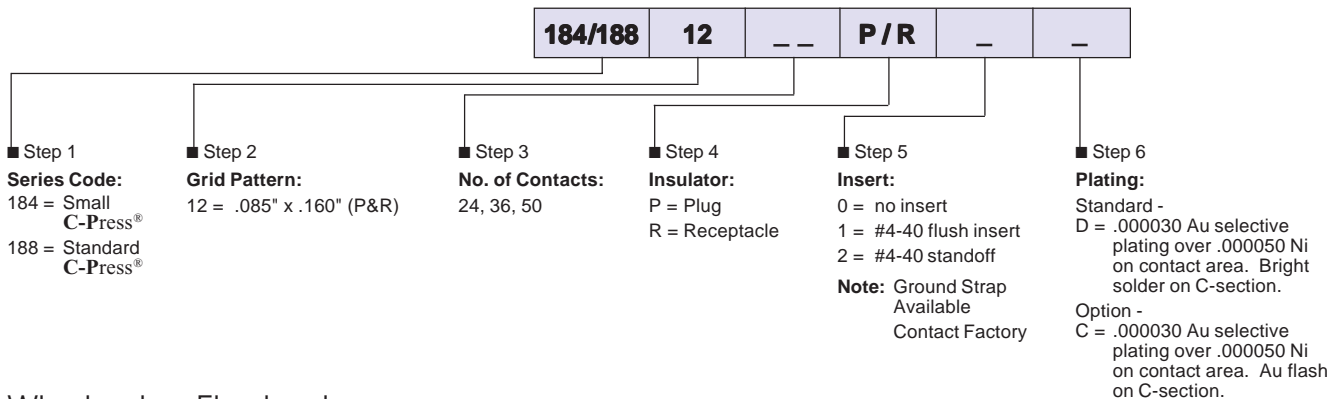 184/188 12 _ _ P / R _ _
■ Step 1
Series Code:
184 = Small
C-Press®
188 = Standard
C-Press®
■ Step 2
Grid Pattern:
12 = .085" x .160" (P&R)
■ Step 3
No. of Contacts:
24, 36, 50
■ Step 4
Insulator:
P = Plug
R = Receptacle
■ Step 5
Insert:
0 = no insert
1 = #4-40 flush insert
2 = #4-40 standoff
Note: Ground Strap
Available
Contact Factory
■ Step 6
Plating:
Standard -
D = .000030 Au selective
plating over .000050 Ni
on contact area. Bright
solder on C-section.
Option -
C = .000030 Au selective
plating over .000050 Ni
on contact area. Au flash
on C-section.